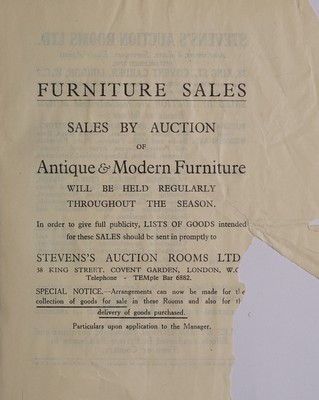 FURNITURE SALES
SALES BY AUCTION
OF
Antique & Modern Furniture
WILL BE HELD REGULARLY
THROUGHOUT THE SEASON.
In order to give full publicity, LISTS OF GOODS intended
for these SALES should be sent in promptly to
STEVENS'S AUCTION ROOMS LTD
38 KING STREET, COVENT GARDEN, LONDON, W.C.
Telephone - TEMple Bar 6882.
SPECIAL NOTICE.—Arrangements can now be made for the
collection of goods for sale in these Rooms and also for th
delivery of goods purchased.
Particulars upon application to the Manager.